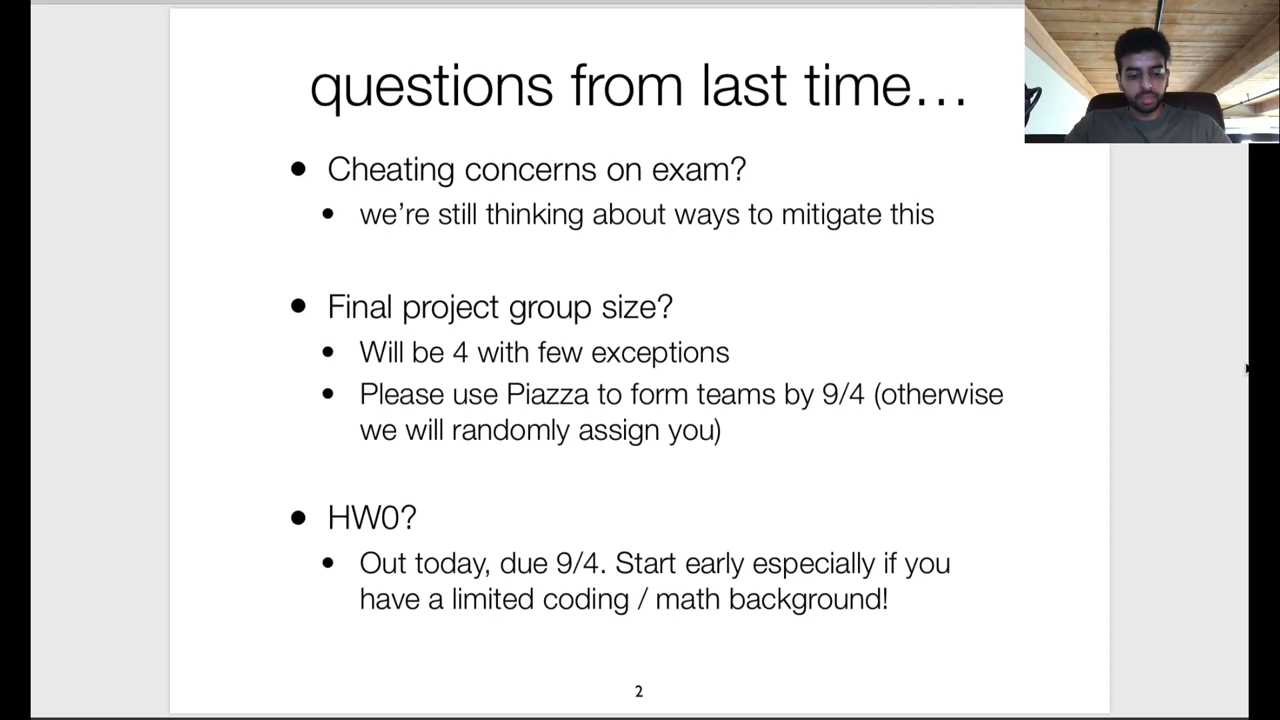 questions from last time…
• Cheating concerns on exam?
• we're still thinking about ways to mitigate this
• Final project group size?
• Will be 4 with few exceptions
• Please use Piazza to form teams by 9/4 (otherwise
we will randomly assign you)
• HW0?
• Out today, due 9/4. Start early especially if you
have a limited coding / math background!
2